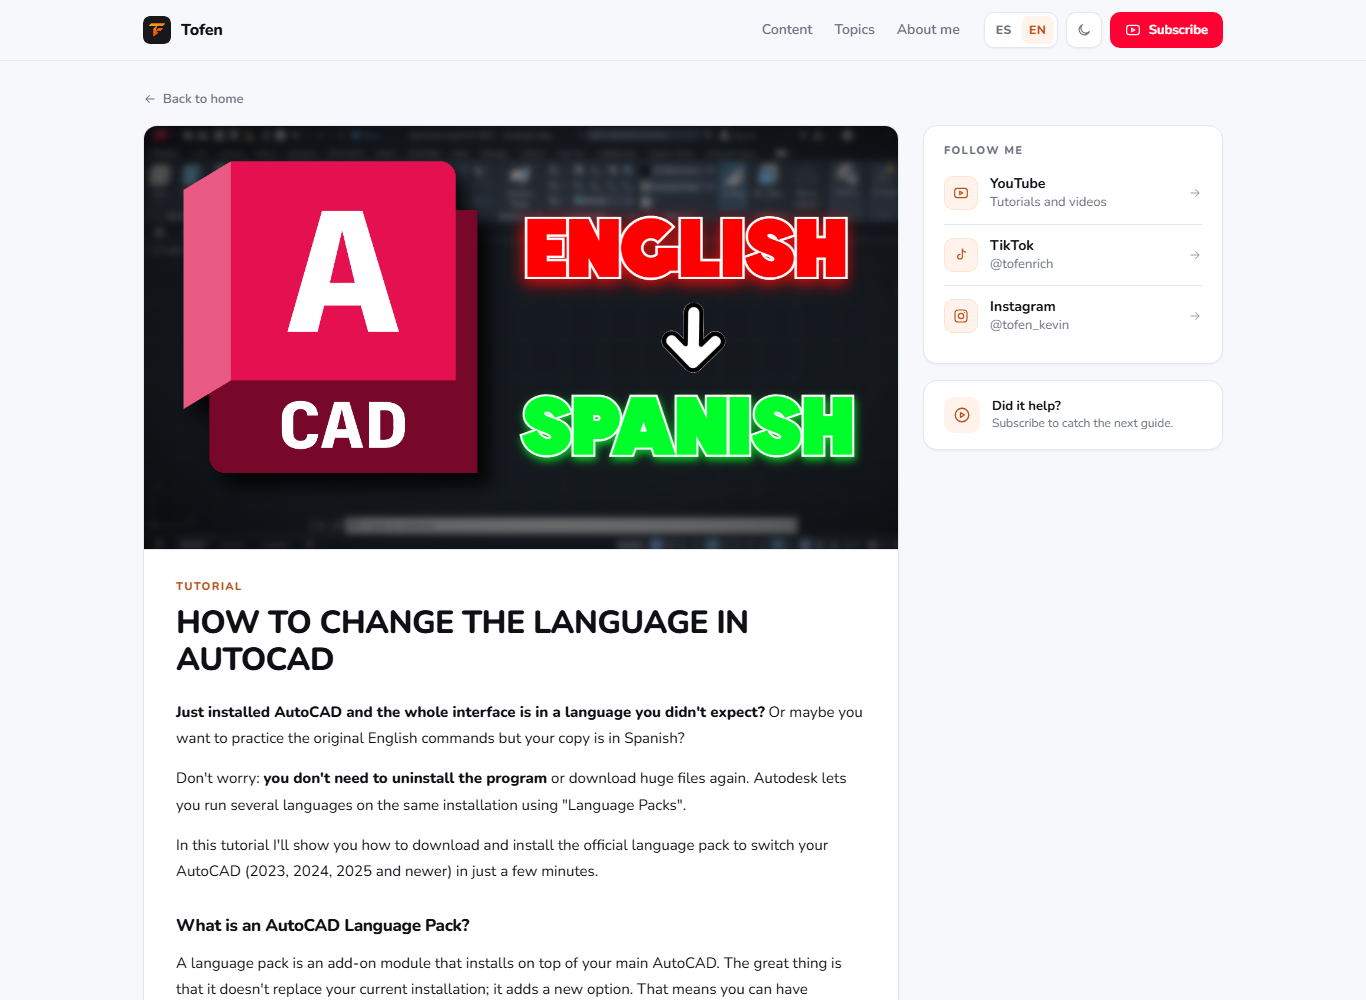 Tofen
Content
Topics
About me
ES
EN
Subscribe
Back to home
A
CAD
ENGLISH
SPANISH
TUTORIAL
HOW TO CHANGE THE LANGUAGE IN
AUTOCAD
Just installed AutoCAD and the whole interface is in a language you didn't expect? Or maybe you
want to practice the original English commands but your copy is in Spanish?
Don't worry: you don't need to uninstall the program or download huge files again. Autodesk lets
you run several languages on the same installation using "Language Packs".
In this tutorial I'll show you how to download and install the official language pack to switch your
AutoCAD (2023, 2024, 2025 and newer) in just a few minutes.
What is an AutoCAD Language Pack?
A language pack is an add-on module that installs on top of your main AutoCAD. The great thing is
that it doesn't replace your current installation; it adds a new option. That means you can have
FOLLOW ME
YouTube
Tutorials and videos
TikTok
@tofenrich
Instagram
@tofen_kevin
Did it help?
Subscribe to catch the next guide.